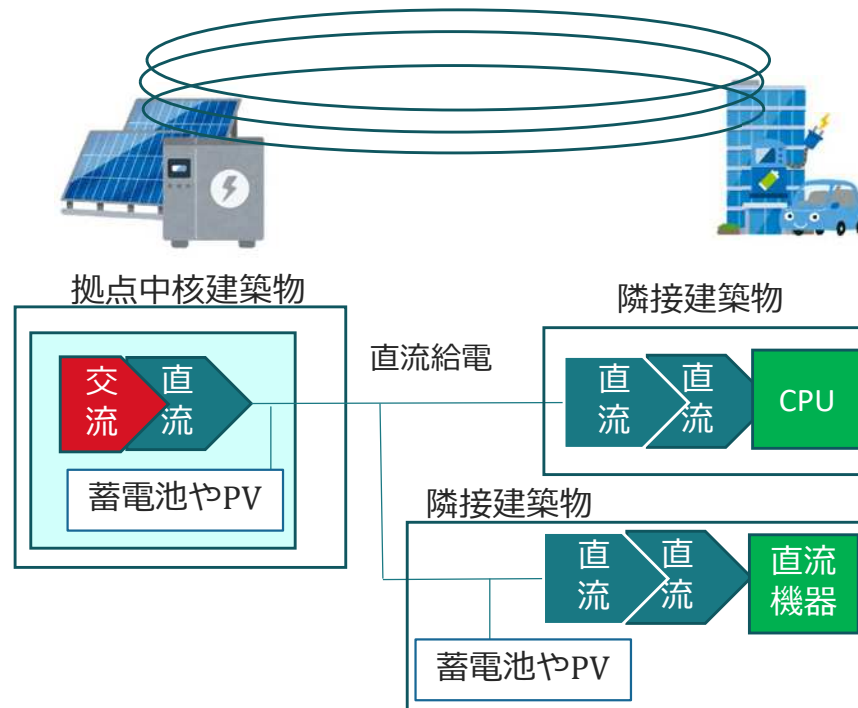 拠点中核建築物
隣接建築物
直流給電
交流
直流
蓄電池やPV
直流
直流
CPU
隣接建築物
直流
直流
直流
機器
蓄電池やPV